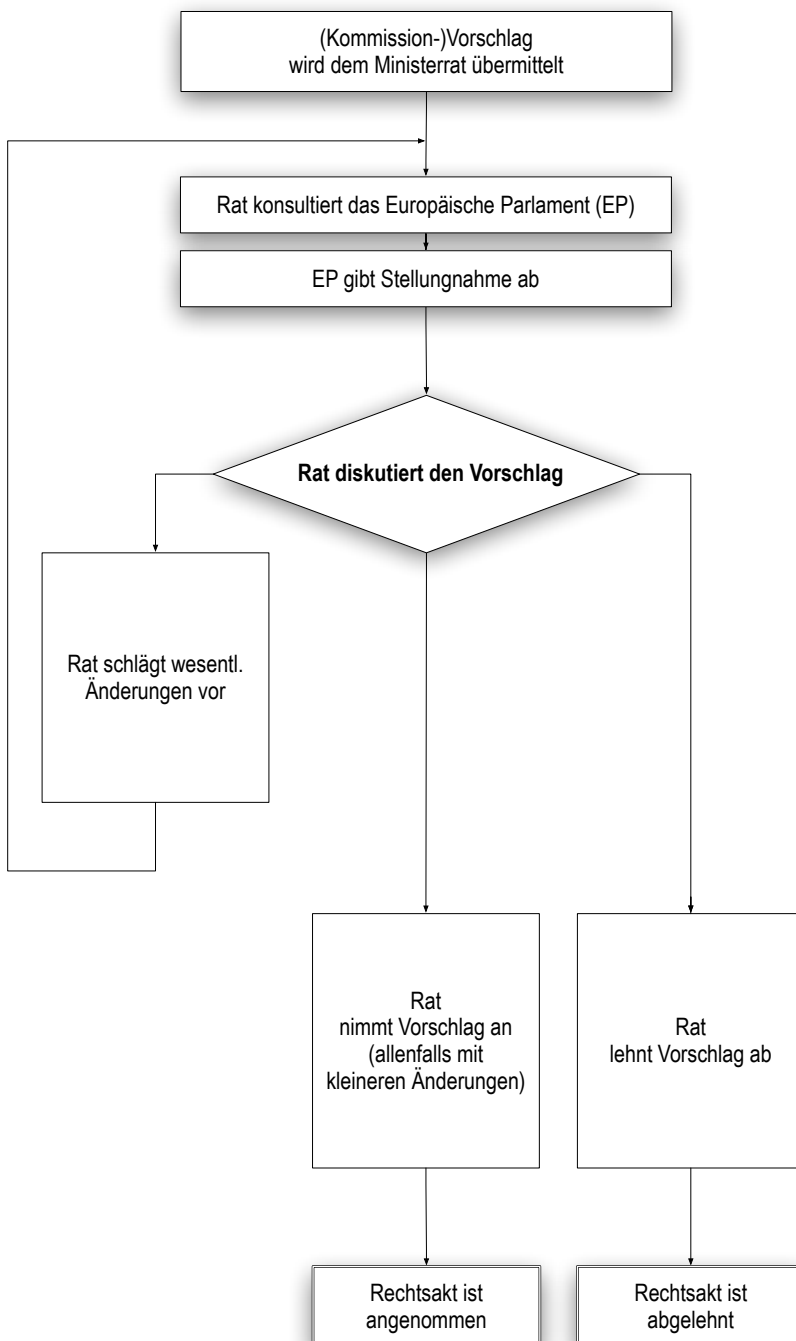 (Kommission-)Vorschlag
wird dem Ministerrat übermittelt
Rat konsultiert das Europäische Parlament (EP)
EP gibt Stellungnahme ab
Rat diskutiert den Vorschlag
Rat schlägt wesentl.
Änderungen vor
Rat
nimmt Vorschlag an
(allenfalls mit
kleineren Änderungen)
Rat
lehnt Vorschlag ab
Rechtsakt ist
angenommen
Rechtsakt ist
abgelehnt